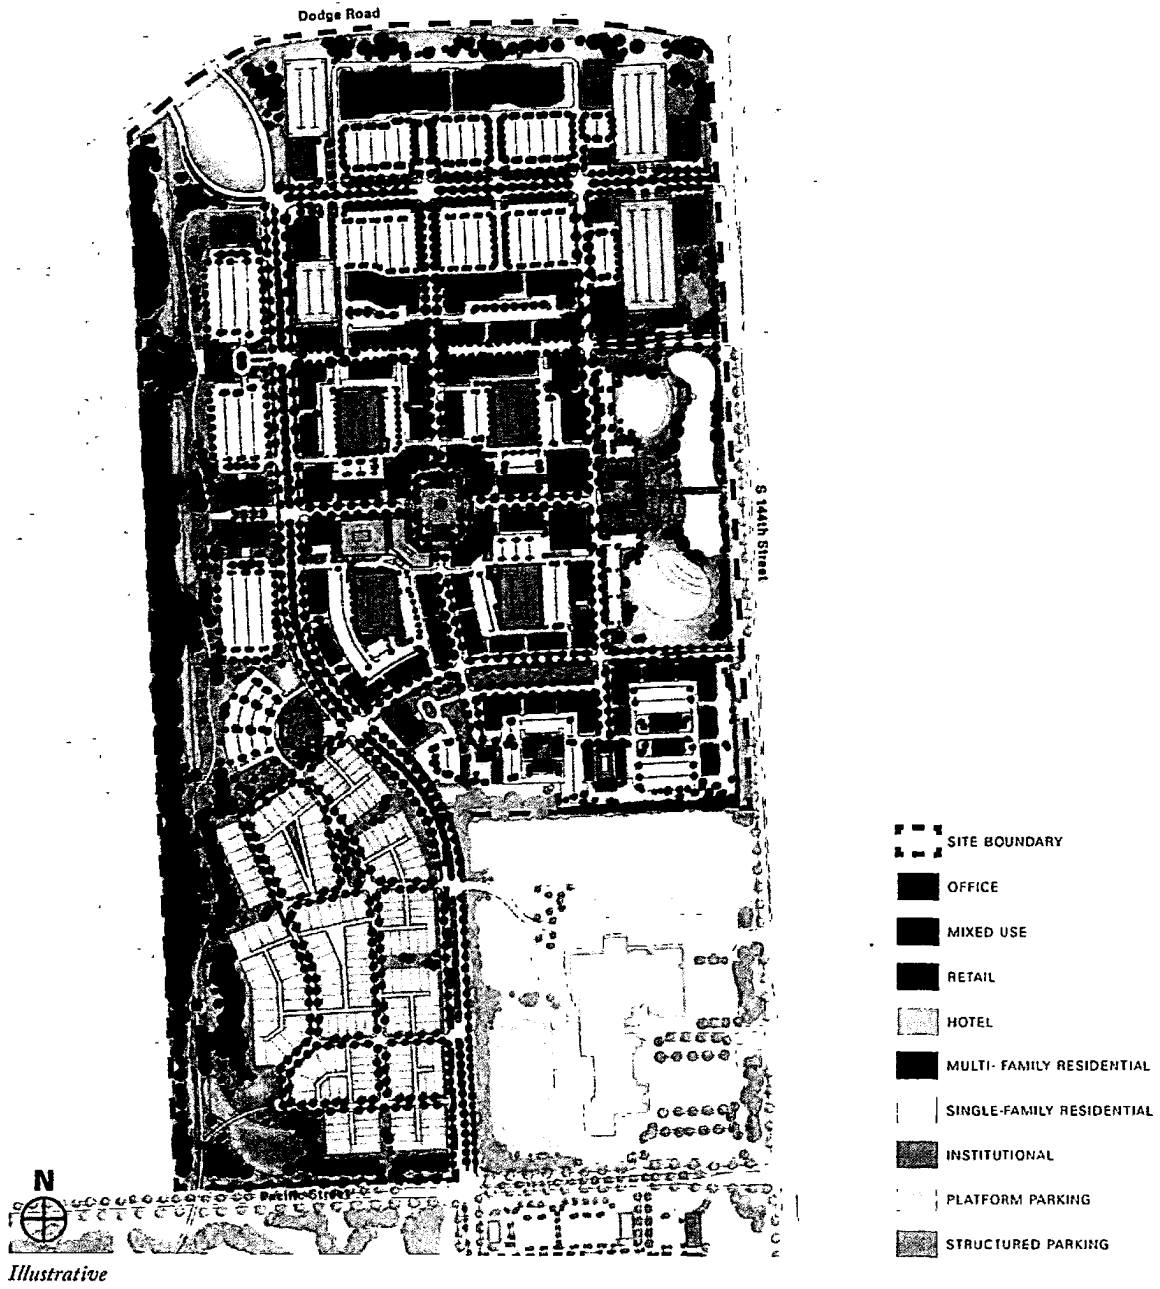 Dodge Road
S 144th Street
SITE BOUNDARY
OFFICE
MIXED USE
RETAIL
HOTEL
MULTI- FAMILY RESIDENTIAL
SINGLE-FAMILY RESIDENTIAL
INSTITUTIONAL
PLATFORM PARKING
STRUCTURED PARKING
N
Pacific Street
Illustrative